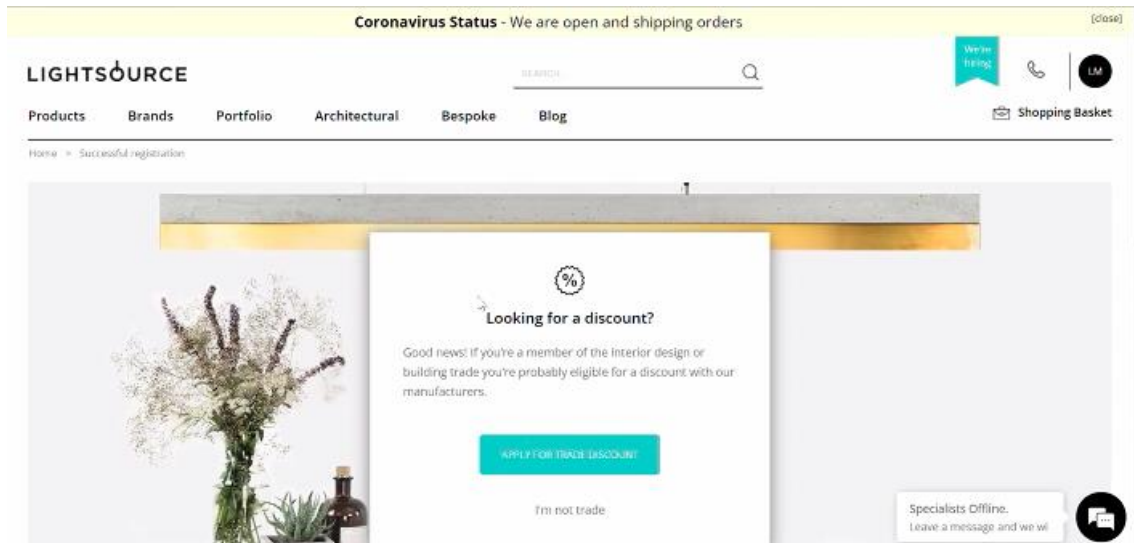 Coronavirus Status - We are open and shipping orders
[close]
We're
hiring
LIGHTSOURCE
SEARCH...
LM
Products Brands Portfolio Architectural Bespoke Blog
Shopping Basket
Home > Successful registration
%
Looking for a discount?
Good news! If you're a member of the interior design or
building trade you're probably eligible for a discount with our
manufacturers.
APPLY FOR TRADE DISCOUNT
I'm not trade
Specialists Offline.
Leave a message and we wi